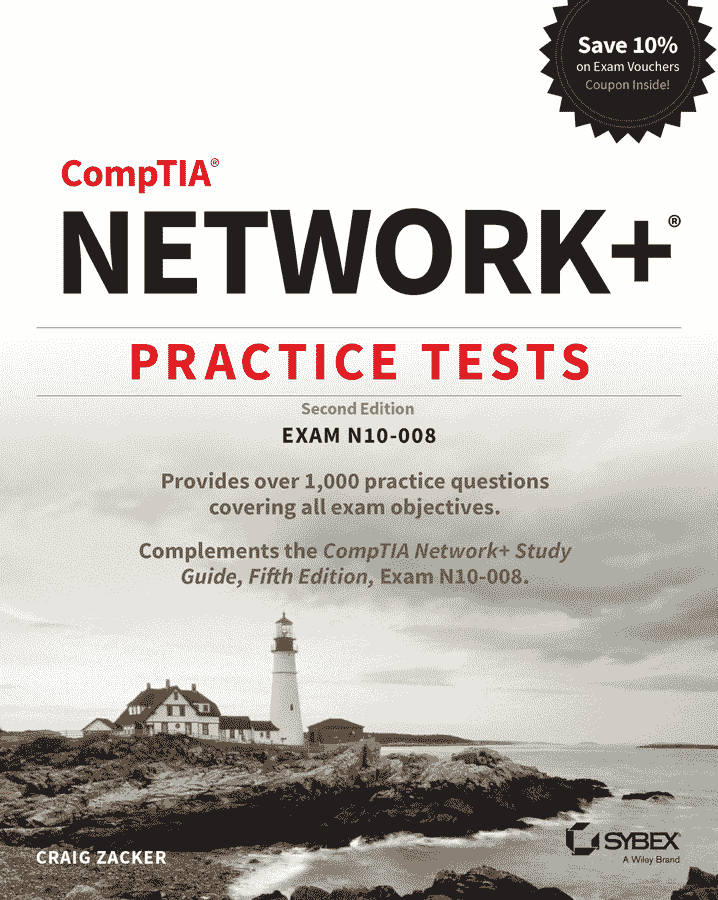 Save 10%
on Exam Vouchers
Coupon Inside!
CompTIA®
NETWORK+®
PRACTICE TESTS
Second Edition
EXAM N10-008
Provides over 1,000 practice questions
covering all exam objectives.
Complements the CompTIA Network+ Study
Guide, Fifth Edition, Exam N10-008.
CRAIG ZACKER
SYBEX®
A Wiley Brand